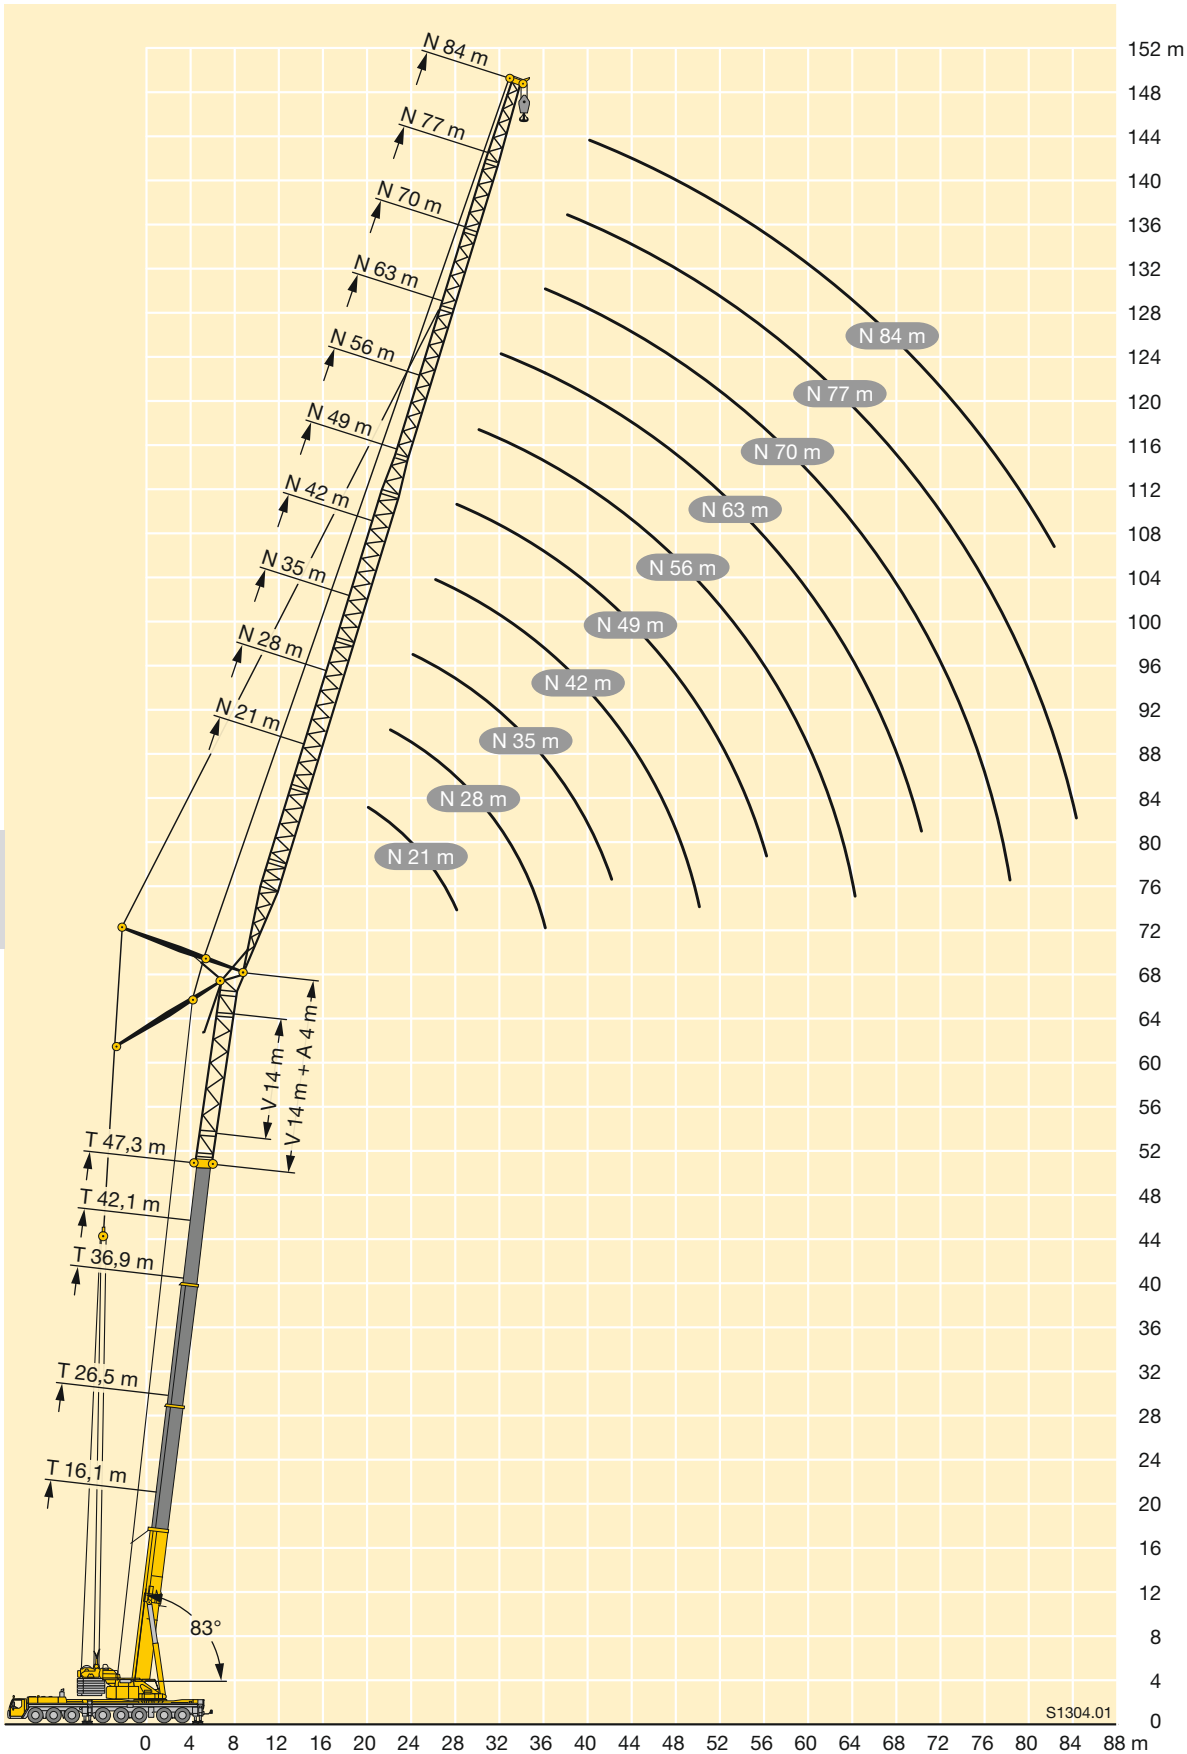 N 84 m
152 m
148
N 77 m
144
140
N 70 m
136
132
N 63 m
128
N 84 m
N 56 m
124
N 77 m
120
N 49 m
116
N 70 m
112
N 42 m
N 63 m
108
N 35 m
N 56 m
104
100
N 49 m
N 28 m
96
N 42 m
92
N 21 m
N 35 m
88
84
N 28 m
80
N 21 m
76
72
68
64
V 14 m
V 14 m + A 4 m
60
56
T 47,3 m
52
T 42,1 m
48
44
T 36,9 m
40
36
T 26,5 m
32
28
24
T 16,1 m
20
16
12
83°
8
4
S1304.01
0
0 4 8 12 16 20 24 28 32 36 40 44 48 52 56 60 64 68 72 76 80 84 88 m